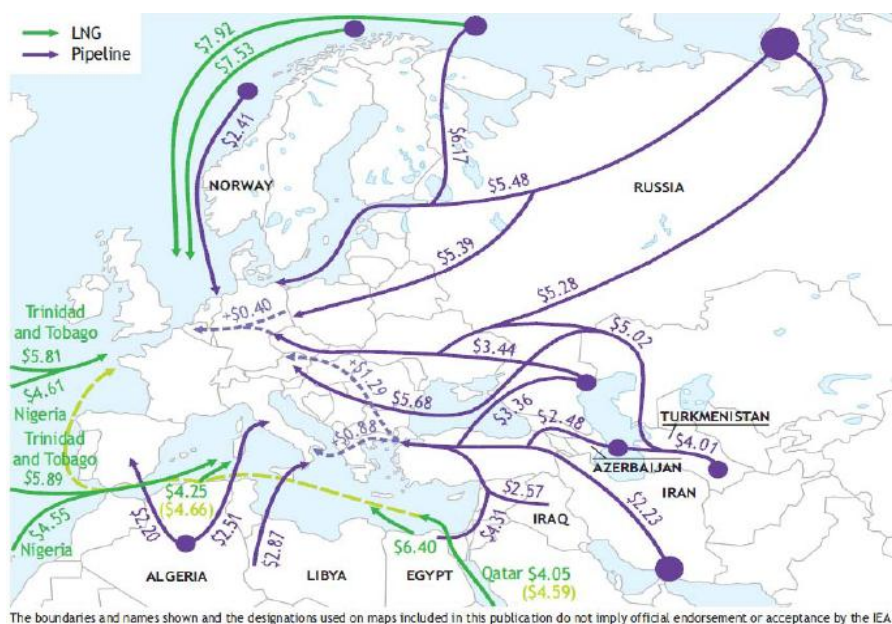 LNG
Pipeline
$7.92
$7.53
$2.41
NORWAY
$6.17
$5.48
RUSSIA
$5.39
$5.28
+$0.40
Trinidad
and Tobago
$5.81
$4.61
Nigeria
$3.44
$5.02
+$1.29
$5.68
$3.36
$2.48
TURKMENISTAN
$4.01
+$0.88
AZERBAIJAN
IRAN
Trinidad
and Tobago
$5.89
$4.55
Nigeria
$4.25
($4.66)
$2.20
$2.51
$2.87
$2.57
IRAQ
$4.31
$2.23
$6.40
ALGERIA
LIBYA
EGYPT
Qatar $4.05
($4.59)
The boundaries and names shown and the designations used on maps included in this publication do not imply official endorsement or acceptance by the IEA